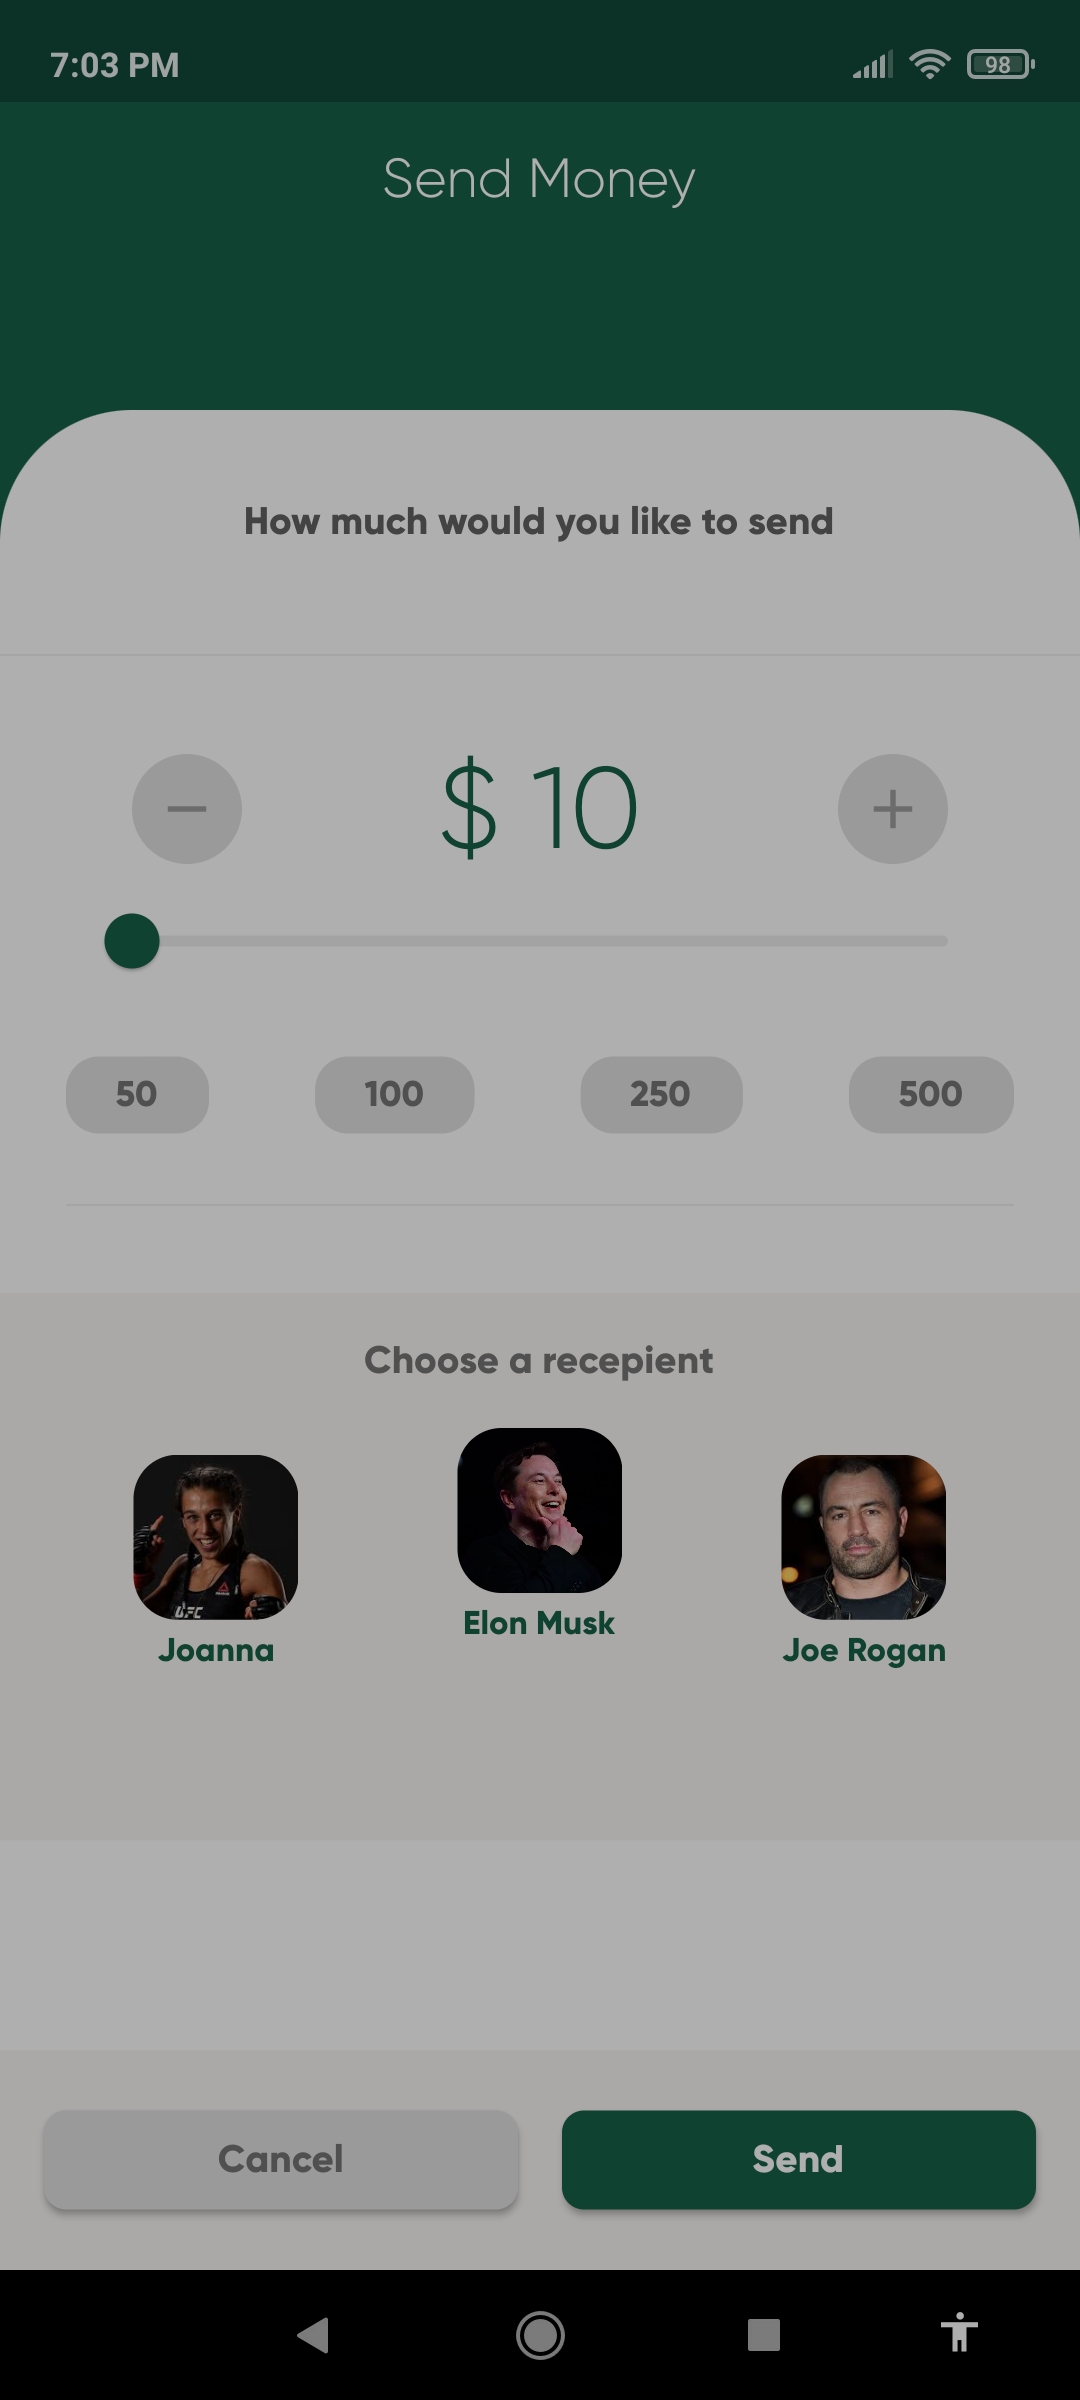 7:03 PM
98
Send Money
How much would you like to send
$ 10
50 100 250 500
Choose a recepient
UFC
Joanna
Elon Musk
Joe Rogan
Cancel
Send